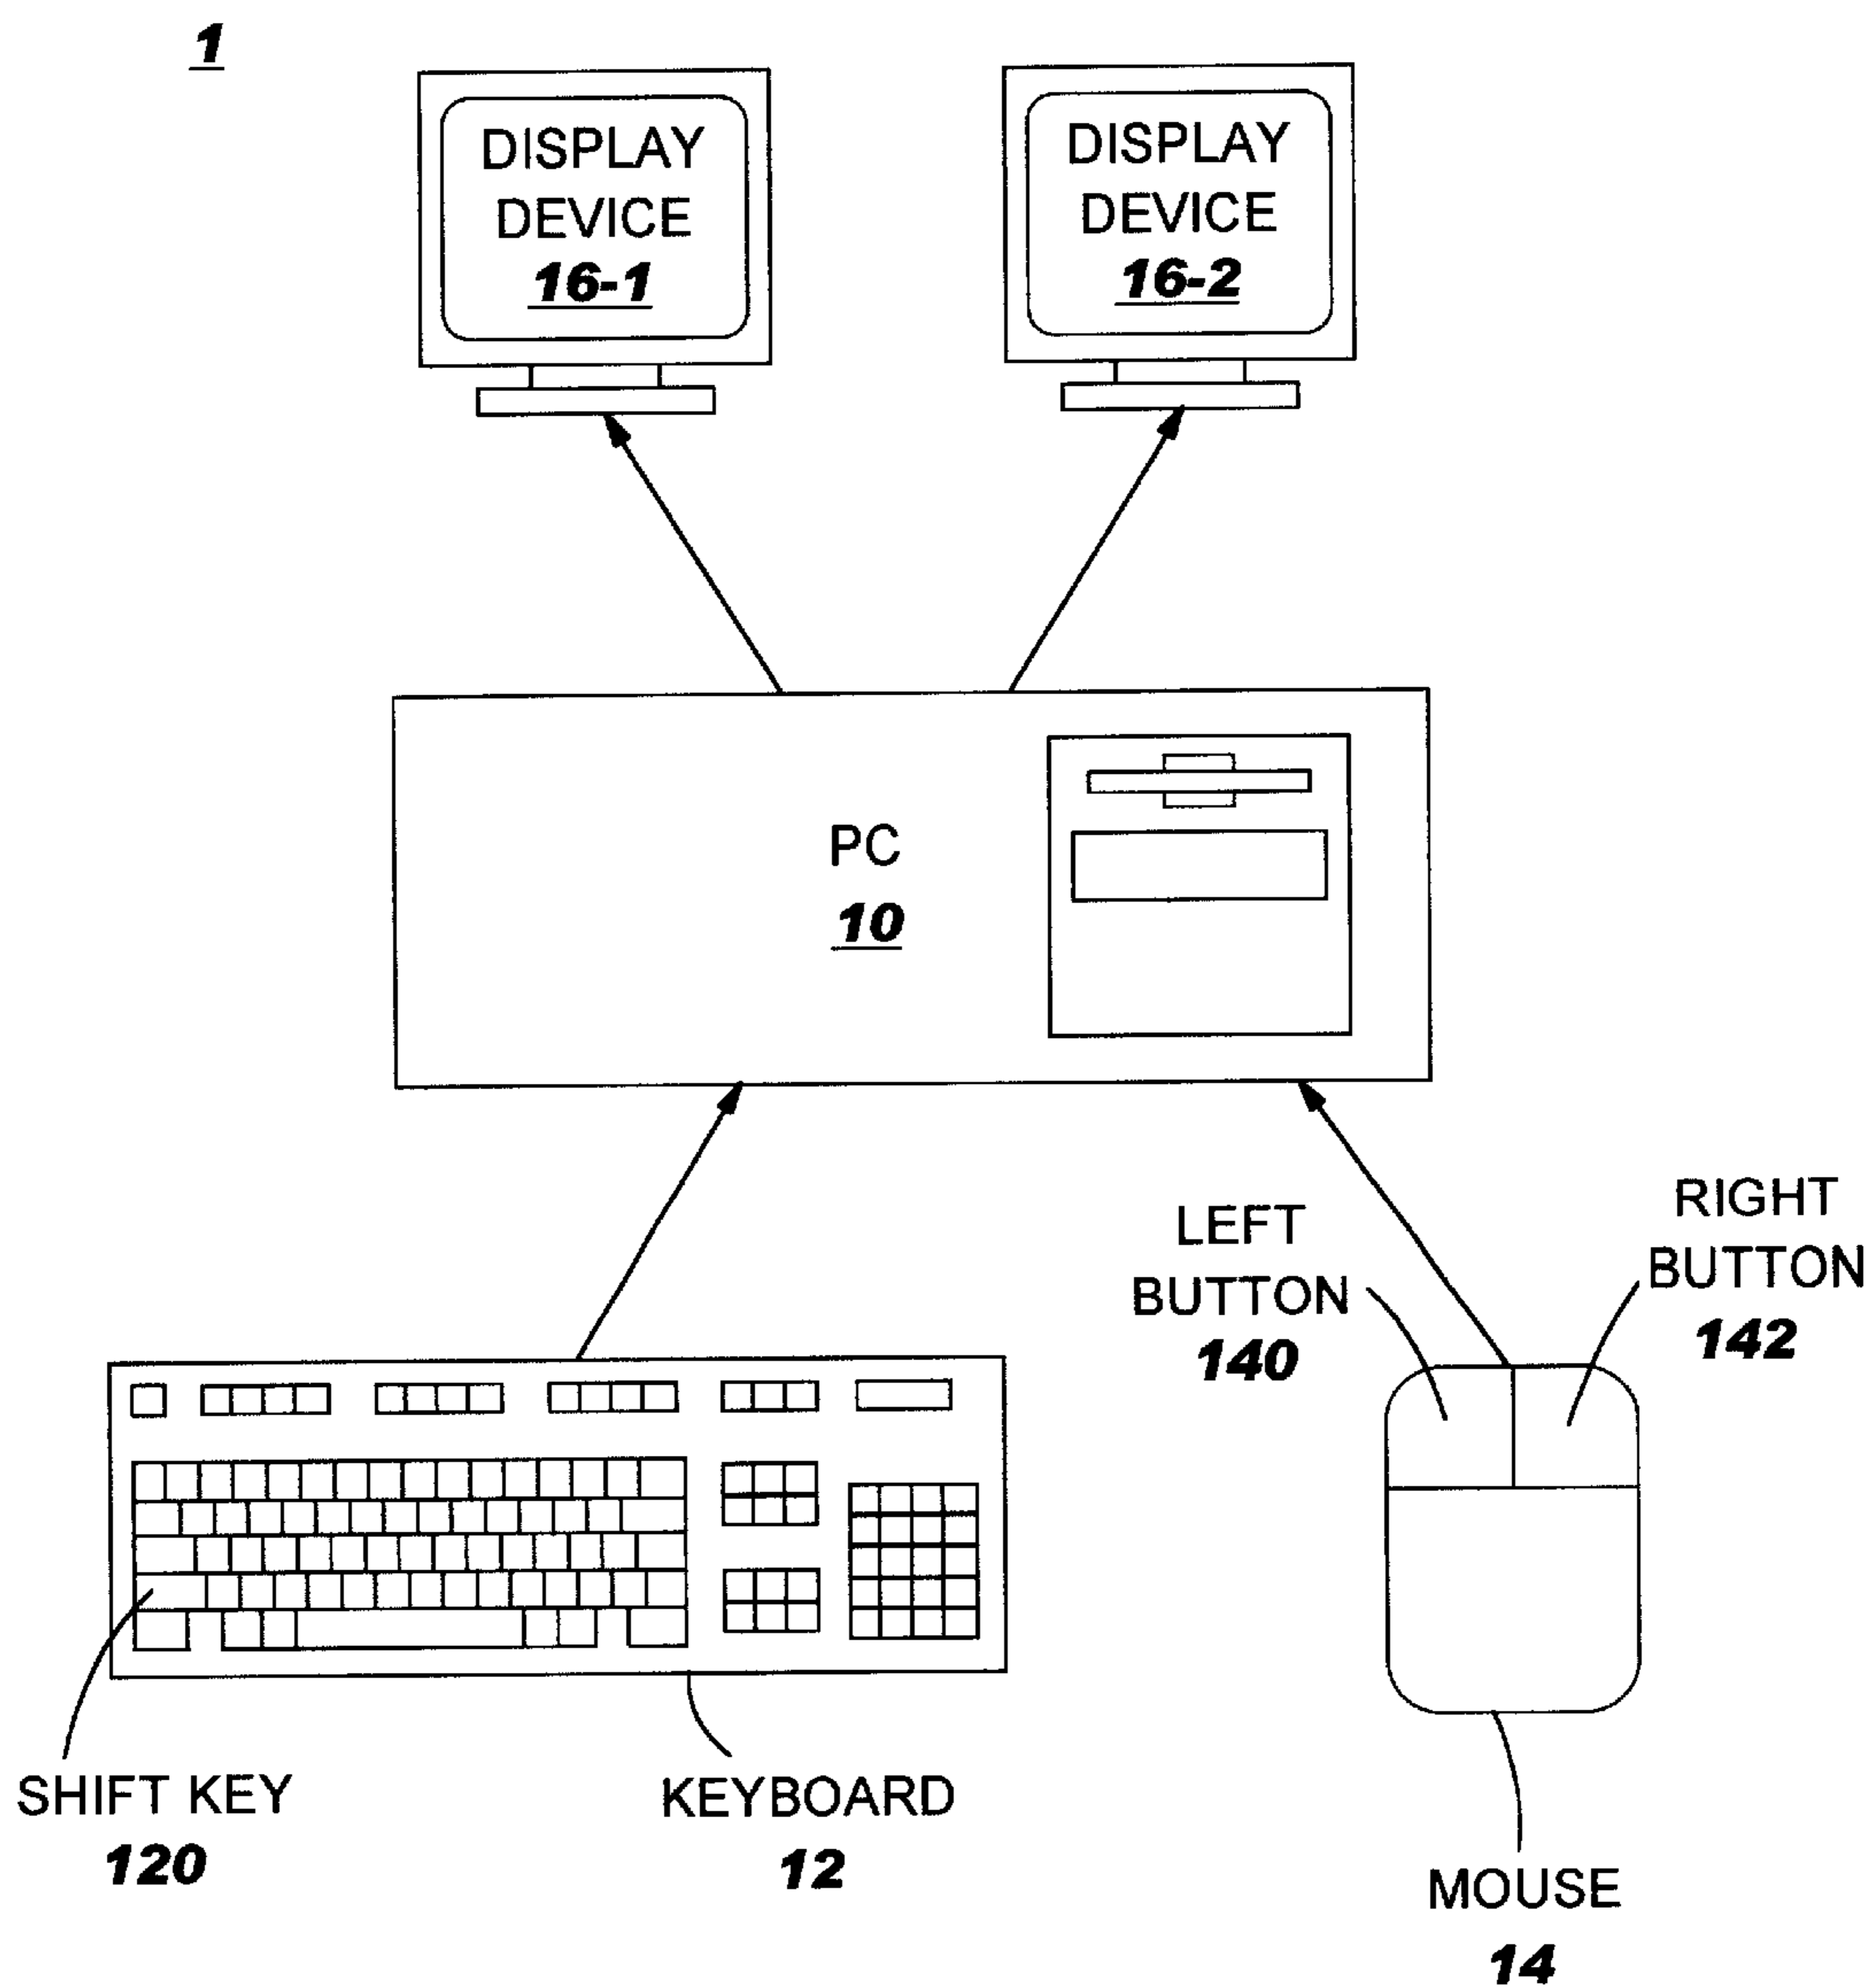 1
DISPLAY
DEVICE
16-1
DISPLAY
DEVICE
16-2
PC
10
LEFT
BUTTON
140
RIGHT
BUTTON
142
SHIFT KEY
120
KEYBOARD
12
MOUSE
14